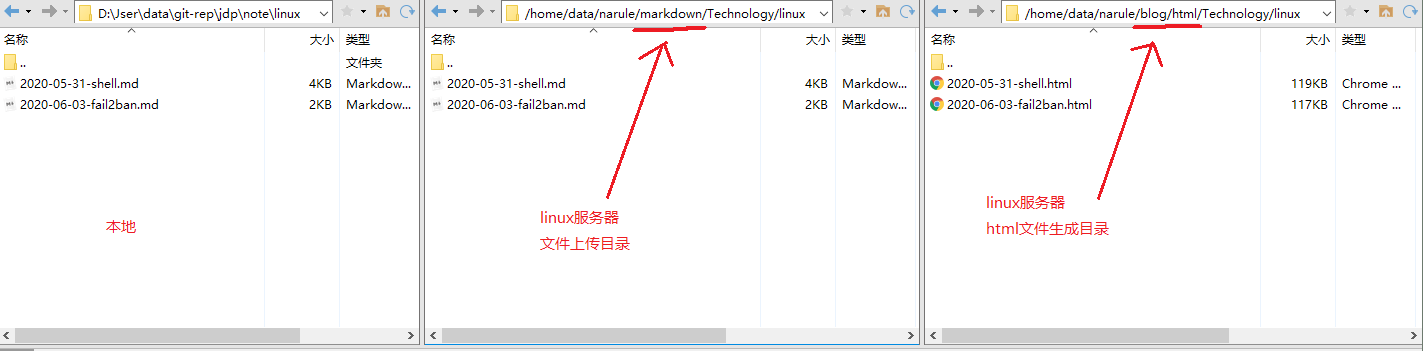 D:\Jser\data\git-rep\jdp\note\linux
名称 大小 类型
.. 文件夹
2020-05-31-shell.md 4KB Markdow...
2020-06-03-fail2ban.md 2KB Markdow...
本地
/home/data/narule/markdown/Technology/linux
名称 大小 类型
..
2020-05-31-shell.md 4KB Markdow...
2020-06-03-fail2ban.md 2KB Markdow...
linux服务器
文件上传目录
/home/data/narule/blog/html/Technology/linux
名称 大小 类型
..
2020-05-31-shell.html 119KB Chrome ...
2020-06-03-fail2ban.html 117KB Chrome ...
linux服务器
html文件生成目录